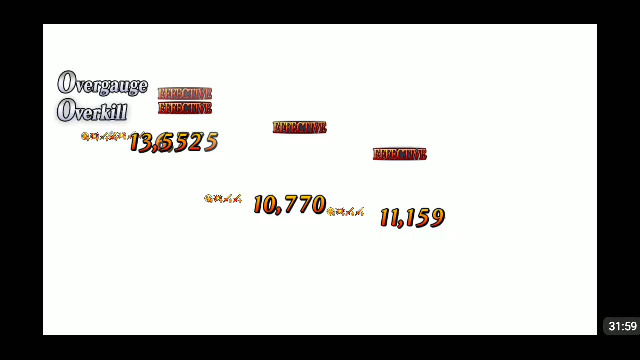 Overgauge
EFFECTIVE
Overkill
EFFECTIVE
EFFECTIVE
EFFECTIVE
10,770
11,159
31:59